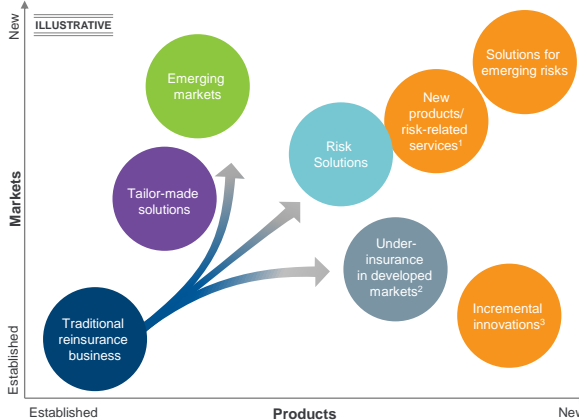 New
ILLUSTRATIVE
Solutions for
emerging risks
Emerging
markets
New
products/
risk-related
services¹
Risk
Solutions
Tailor-made
solutions
Markets
Under-
insurance
in developed
markets²
Incremental
innovations³
Traditional
reinsurance
business
Established
Established
Products
New